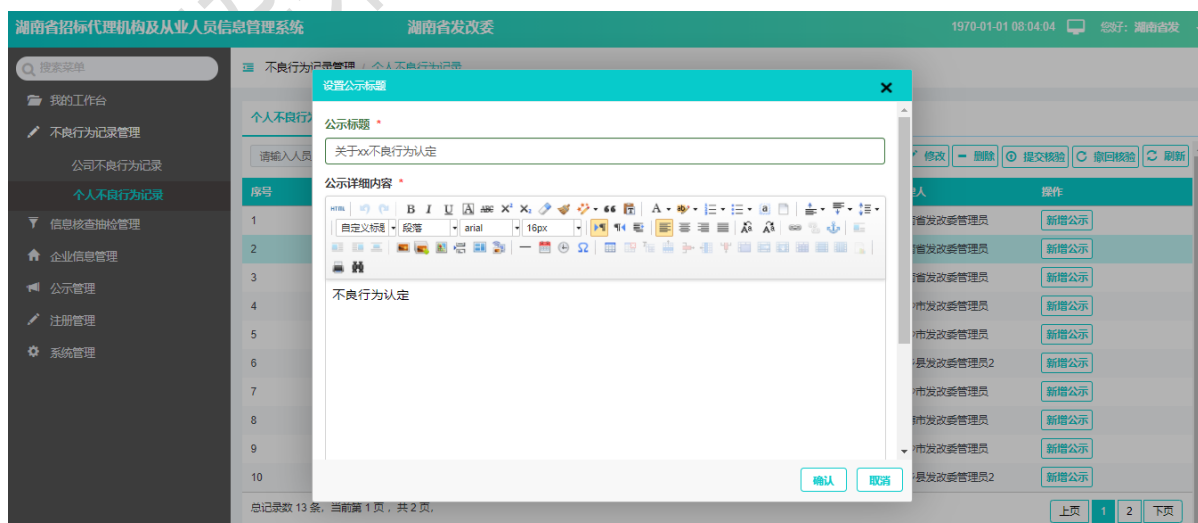 湖南省招标代理机构及从业人员信息管理系统 湖南省发改委 1970-01-01 08:04:04 您好：湖南省发
搜索菜单
不良行为记录管理 / 个人不良行为记录
我的工作台
不良行为记录管理
公司不良行为记录
个人不良行为记录
信息核查抽检管理
企业信息管理
公示管理
注册管理
系统管理
个人不良行为
请输入人员
修改 删除 提交核验 撤回核验 刷新
序号 人 操作
1 省发改委管理员 新增公示
2 省发改委管理员 新增公示
3 省发改委管理员 新增公示
4 市发改委管理员 新增公示
5 市发改委管理员 新增公示
6 县发改委管理员2 新增公示
7 市发改委管理员 新增公示
8 市发改委管理员 新增公示
9 市发改委管理员 新增公示
10 县发改委管理员2 新增公示
总记录数 13 条, 当前第 1 页 , 共 2 页,
上页 1 2 下页
设置公示标题
公示标题 *
关于xx不良行为认定
公示详细内容 *
HTML B I U A ABC X² X₂ A
自定义标题 段落 arial 16px
不良行为认定
确认 取消